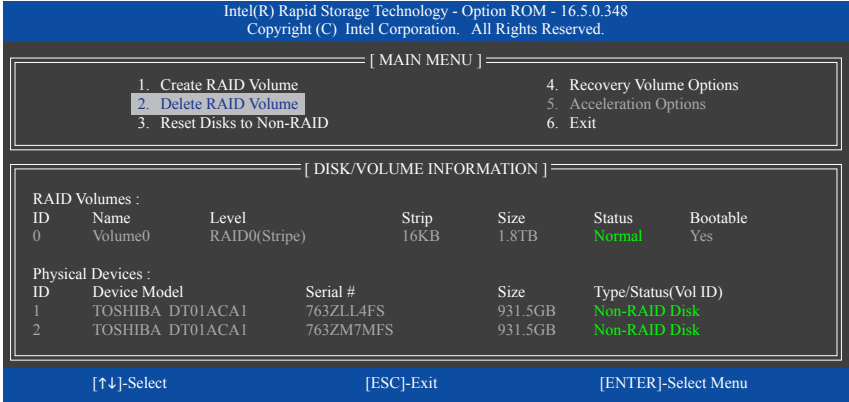 Intel(R) Rapid Storage Technology - Option ROM - 16.5.0.348
Copyright (C) Intel Corporation. All Rights Reserved.
[ MAIN MENU ]
1. Create RAID Volume 4. Recovery Volume Options
2. Delete RAID Volume 5. Acceleration Options
3. Reset Disks to Non-RAID 6. Exit
[ DISK/VOLUME INFORMATION ]
RAID Volumes :
ID Name Level Strip Size Status Bootable
0 Volume0 RAID0(Stripe) 16KB 1.8TB Normal Yes
Physical Devices :
ID Device Model Serial # Size Type/Status(Vol ID)
1 TOSHIBA DT01ACA1 763ZLL4FS 931.5GB Non-RAID Disk
2 TOSHIBA DT01ACA1 763ZM7MFS 931.5GB Non-RAID Disk
[↑↓]-Select [ESC]-Exit [ENTER]-Select Menu